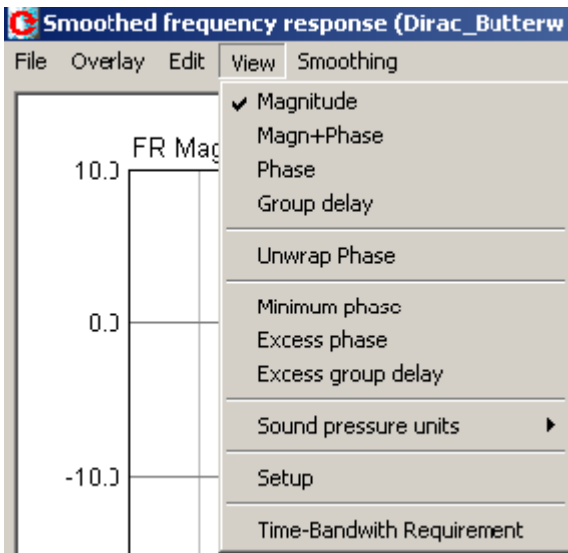 Smoothed frequency response (Dirac_Butterw
File Overlay Edit View Smoothing
Magnitude
Magn+Phase
Phase
Group delay
Unwrap Phase
Minimum phase
Excess phase
Excess group delay
Sound pressure units
Setup
Time-Bandwith Requirement
FR Mag
10.0
0.0
-10.0